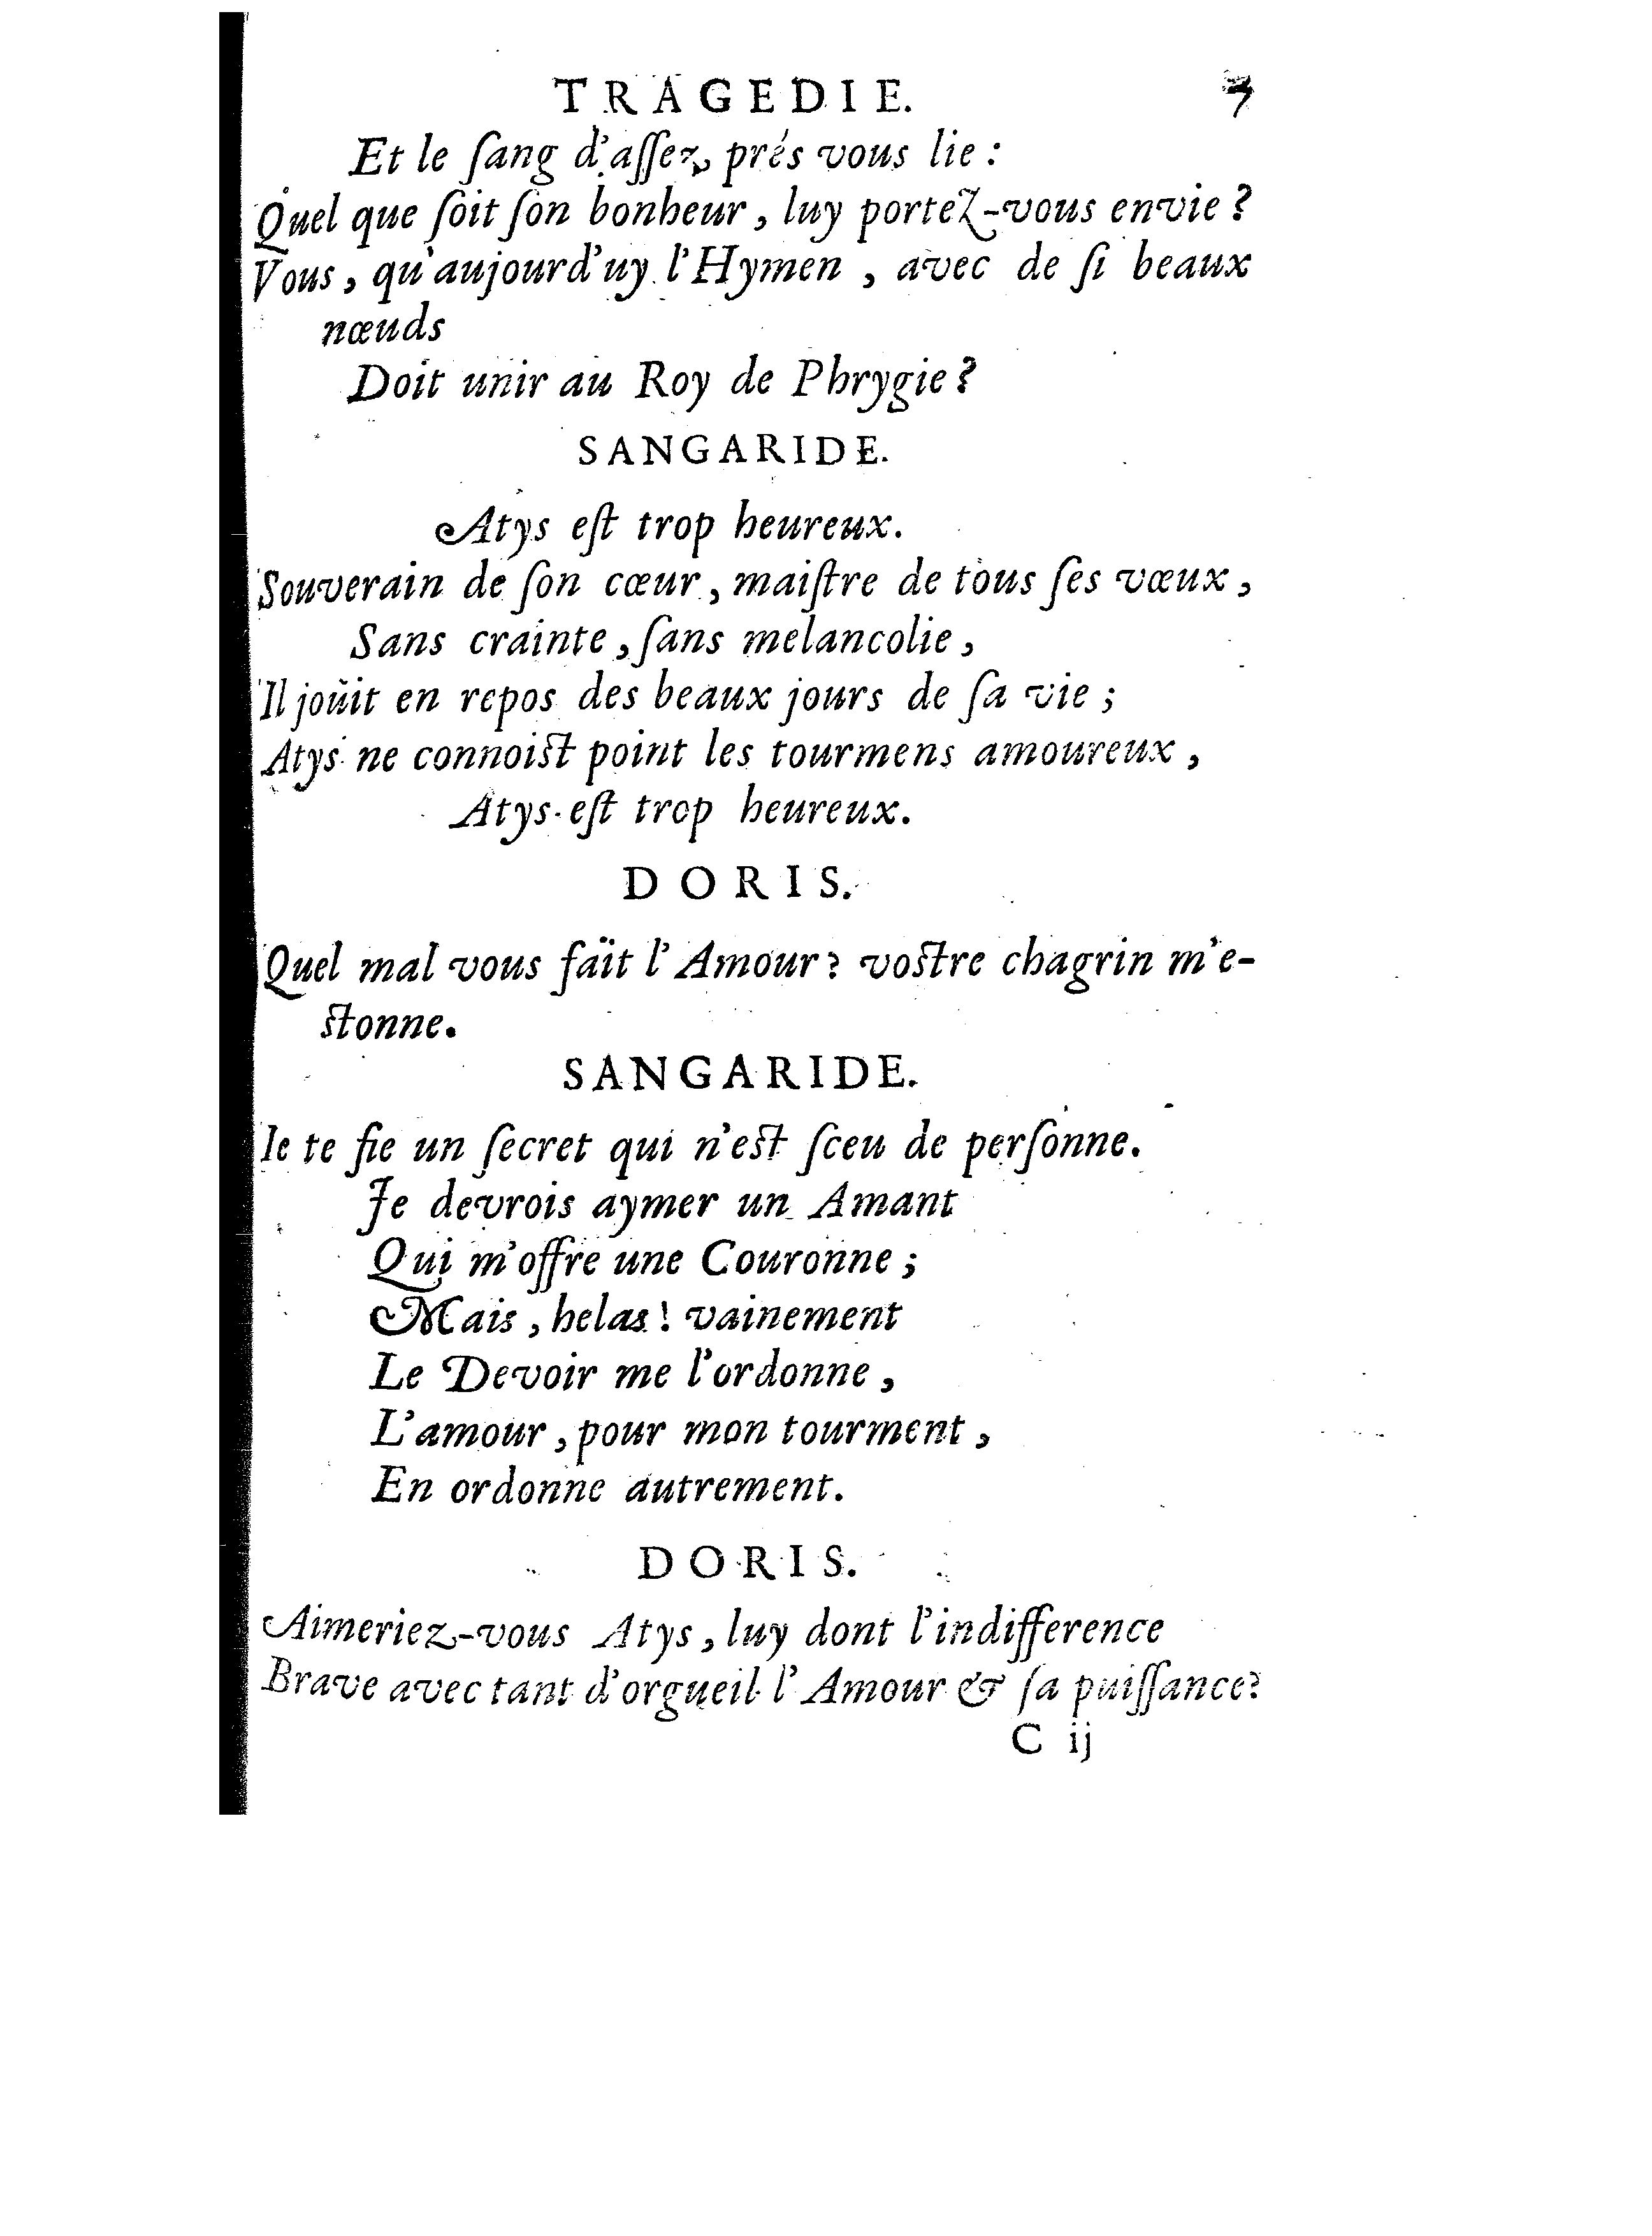 TRAGEDIE. 7
Et le ſang d'aſſez prés vous lie :
Quel que ſoit ſon bonheur, luy portez-vous envie ?
Vous, qu'aujourd'uy l'Hymen, avec de ſi beaux
nœuds
Doit unir au Roy de Phrygie ?
SANGARIDE.
Atys eſt trop heureux.
Souverain de ſon cœur, maiſtre de tous ſes vœux,
Sans crainte, ſans melancolie,
Il joüit en repos des beaux jours de ſa vie ;
Atys ne connoiſt point les tourmens amoureux,
Atys eſt trop heureux.
DORIS.
Quel mal vous fait l'Amour ? voſtre chagrin m'e-
ſtonne.
SANGARIDE.
Ie te fie un ſecret qui n'eſt ſceu de perſonne.
Je devrois aymer un Amant
Qui m'offre une Couronne ;
Mais, helas ! vainement
Le Devoir me l'ordonne,
L'amour, pour mon tourment,
En ordonne autrement.
DORIS.
Aimeriez-vous Atys, luy dont l'indifference
Brave avec tant d'orgueil l'Amour & ſa puiſſance ?
C ij